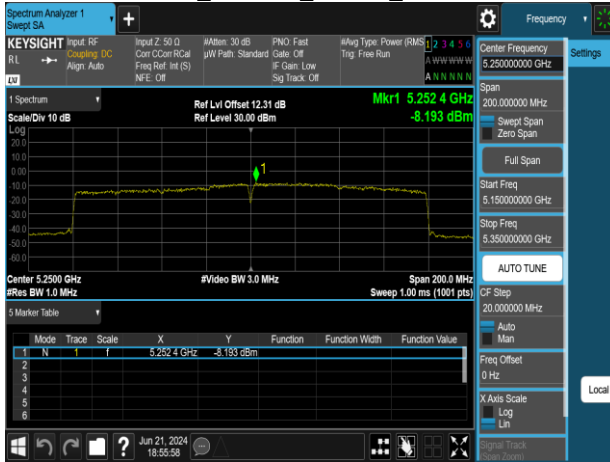 Spectrum Analyzer 1
Swept SA
+
Frequency
KEYSIGHT
RL
LXI
Input: RF
Coupling: DC
Align: Auto
Input Z: 50 Ω
Corr CCorr RCal
Freq Ref: Int (S)
NFE: Off
#Atten: 30 dB
µW Path: Standard
PNO: Fast
Gate: Off
IF Gain: Low
Sig Track: Off
#Avg Type: Power (RMS
Trig: Free Run
1 2 3 4 5 6
A W W W W W
A N N N N N
1 Spectrum
Scale/Div 10 dB
Ref Lvl Offset 12.31 dB
Ref Level 30.00 dBm
Mkr1 5.252 4 GHz
-8.193 dBm
Log
20.0
10.0
0.00
-10.0
-20.0
-30.0
-40.0
-50.0
-60.0
1
Center 5.2500 GHz
#Res BW 1.0 MHz
#Video BW 3.0 MHz
Span 200.0 MHz
Sweep 1.00 ms (1001 pts)
5 Marker Table
Mode Trace Scale X Y Function Function Width Function Value
1 N 1 f 5.252 4 GHz -8.193 dBm
2
3
4
5
6
Jun 21, 2024
18:55:58
?
Center Frequency
5.250000000 GHz
Span
200.000000 MHz
Swept Span
Zero Span
Full Span
Start Freq
5.150000000 GHz
Stop Freq
5.350000000 GHz
AUTO TUNE
CF Step
20.000000 MHz
Auto
Man
Freq Offset
0 Hz
X Axis Scale
Log
Lin
Signal Track
(Span Zoom)
Settings
Local